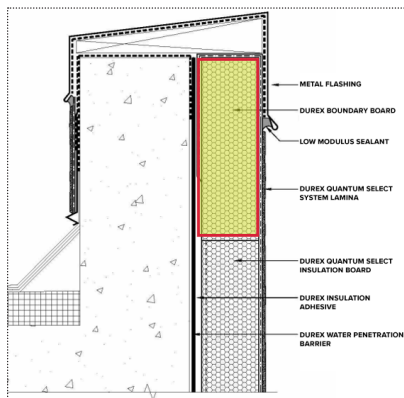 METAL FLASHING
DUREX BOUNDARY BOARD
LOW MODULUS SEALANT
DUREX QUANTUM SELECT
SYSTEM LAMINA
DUREX QUANTUM SELECT
INSULATION BOARD
DUREX INSULATION
ADHESIVE
DUREX WATER PENETRATION
BARRIER